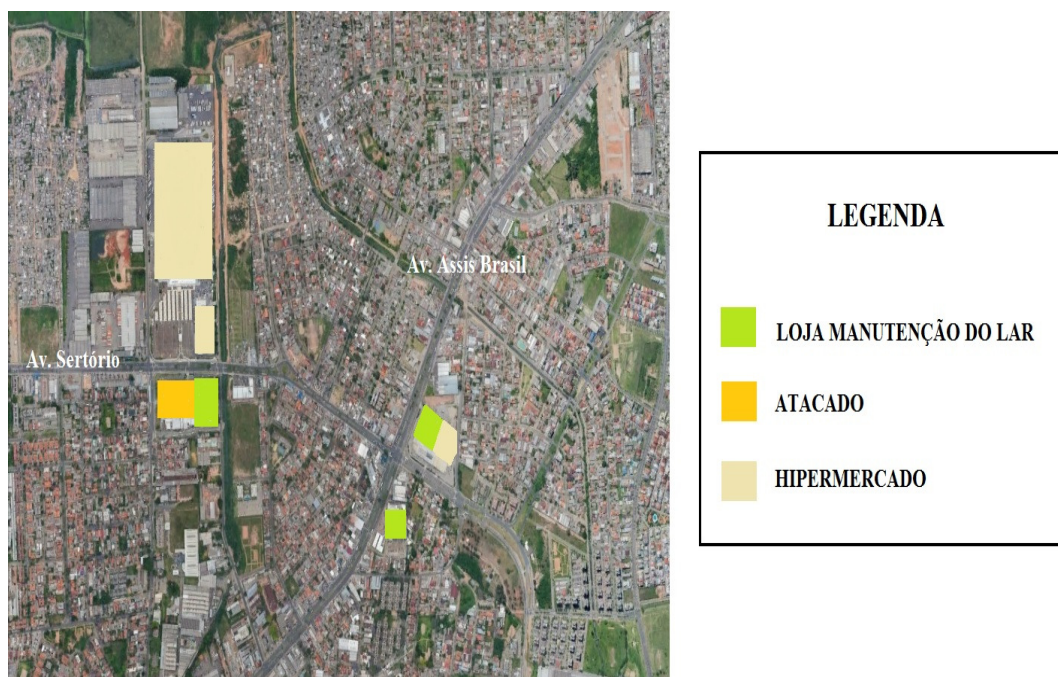 Av. Assis Brasil
Av. Sertório
LEGENDA
LOJA MANUTENÇÃO DO LAR
ATACADO
HIPERMERCADO